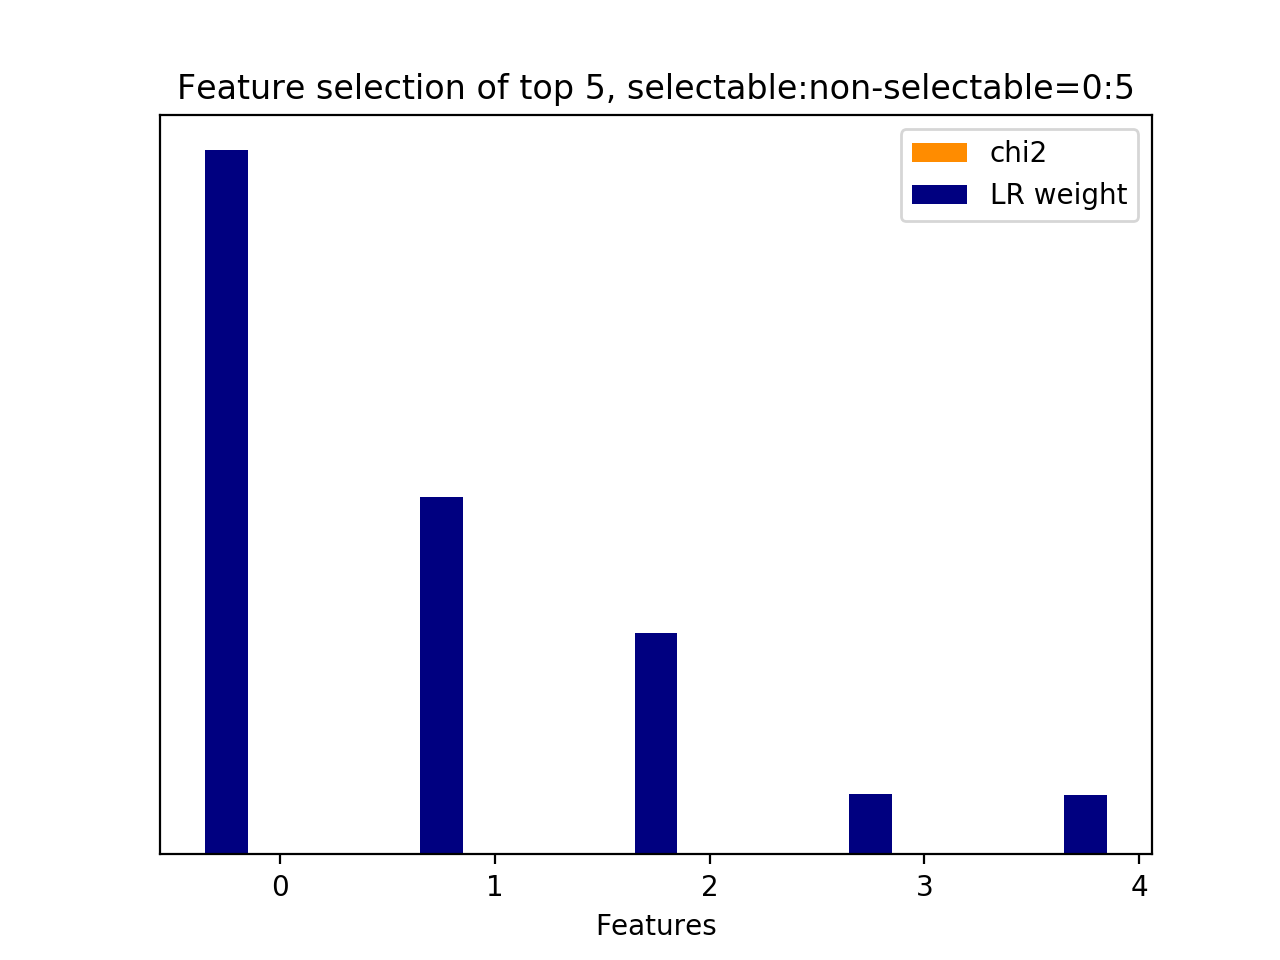 Feature selection of top 5, selectable:non-selectable=0:5
chi2
LR weight
0 1 2 3 4
Features